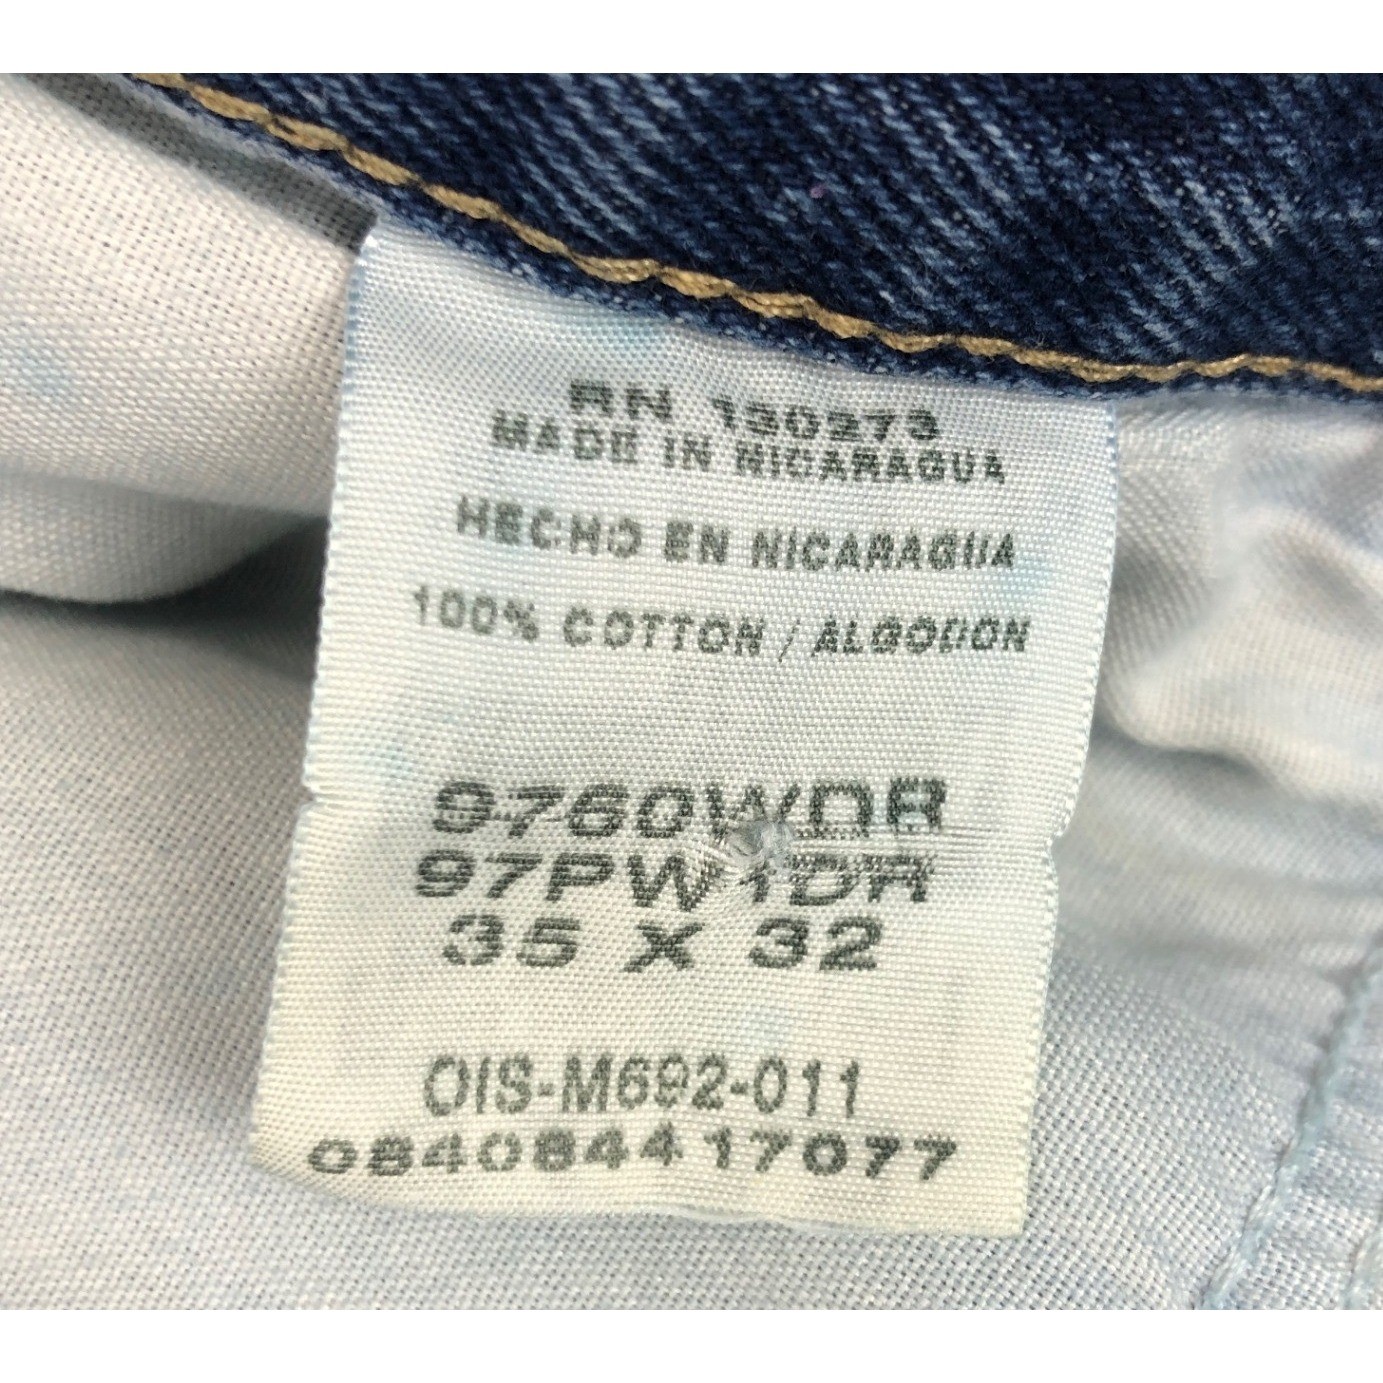 RN 130273
MADE IN NICARAGUA
HECHO EN NICARAGUA
100% COTTON / ALGODON
9760WDR
97PW1DR
35 X 32
OIS-M692-011
084084417077